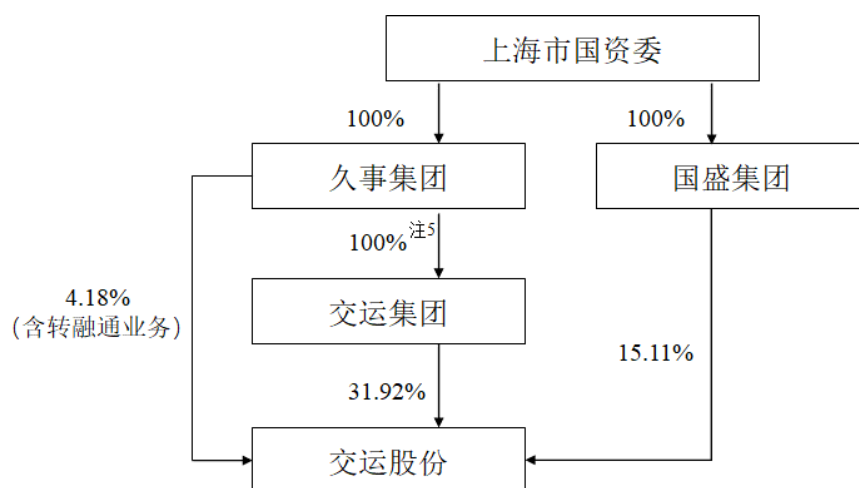 上海市国资委
100%
100%
久事集团
国盛集团
100%注5
4.18%
(含转融通业务)
交运集团
15.11%
31.92%
交运股份